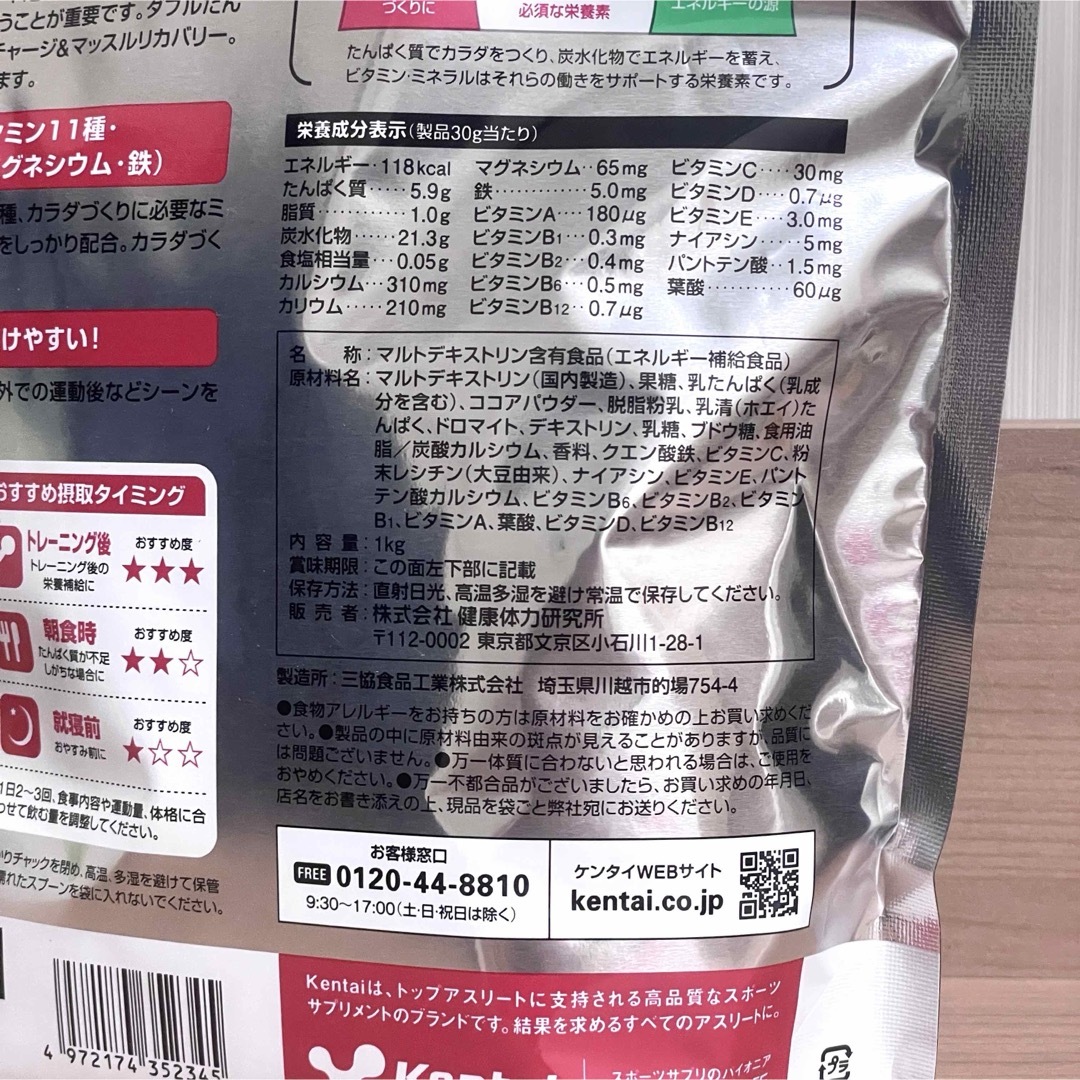 うことが重要です。ダブルたん
チャージ&マッスルリカバリー。
ます。
ミン11種・
グネシウム・鉄）
種、カラダづくりに必要なミ
をしっかり配合。カラダづく
けやすい！
外での運動後などシーンを
おすすめ摂取タイミング
トレーニング後
トレーニング後の
栄養補給に
おすすめ度
★★★
朝食時
たんぱく質が不足
しがちな場合に
おすすめ度
★★☆
就寝前
おやすみ前に
おすすめ度
★☆☆
1日2〜3回、食事内容や運動量、体格に合
わせて飲む量を調整してください。
かりチャックを閉め、高温、多湿を避けて保管
濡れたスプーンを袋に入れないでください。
4 972174 352345
づくりに
必須な栄養素
エネルギーの源
たんぱく質でカラダをつくり、炭水化物でエネルギーを蓄え、
ビタミン・ミネラルはそれらの働きをサポートする栄養素です。
栄養成分表示（製品30g当たり）
エネルギー・118kcal
たんぱく質・・・・・5.9g
脂質・・・・・・・・・・・・1.0g
炭水化物・・・・・・21.3g
食塩相当量・・・0.05g
カルシウム・・・310mg
カリウム・・・・・210mg
マグネシウム・・65mg
鉄・・・・・・・・・・・・5.0mg
ビタミンA・・・・180μg
ビタミンB1・・・0.3mg
ビタミンB2・・・0.4mg
ビタミンB6・・・0.5mg
ビタミンB12・・0.7μg
ビタミンC・・・・30mg
ビタミンD・・・・0.7μg
ビタミンE・・・・3.0mg
ナイアシン・・・・・5mg
パントテン酸・・1.5mg
葉酸・・・・・・・・・・・60μg
名 称：マルトデキストリン含有食品（エネルギー補給食品）
原材料名：マルトデキストリン（国内製造）、果糖、乳たんぱく（乳成
分を含む）、ココアパウダー、脱脂粉乳、乳清（ホエイ）た
んぱく、ドロマイト、デキストリン、乳糖、ブドウ糖、食用油
脂／炭酸カルシウム、香料、クエン酸鉄、ビタミンC、粉
末レシチン（大豆由来）、ナイアシン、ビタミンE、パント
テン酸カルシウム、ビタミンB6、ビタミンB2、ビタミン
B1、ビタミンA、葉酸、ビタミンD、ビタミンB12
内 容 量：1kg
賞味期限：この面左下部に記載
保存方法：直射日光、高温多湿を避け常温で保存してください。
販 売 者：株式会社 健康体力研究所
〒112-0002 東京都文京区小石川1-28-1
製造所：三協食品工業株式会社 埼玉県川越市的場754-4
●食物アレルギーをお持ちの方は原材料をお確かめの上お買い求めくだ
さい。●製品の中に原材料由来の斑点が見えることがありますが、品質に
は問題ございません。●万一体質に合わないと思われる場合は、ご使用を
おやめください。●万一不都合品がございましたら、お買い求めの年月日、
店名をお書き添えの上、現品を袋ごと弊社宛にお送りください。
お客様窓口
FREE 0120-44-8810
9:30〜17:00（土・日・祝日は除く）
ケンタイWEBサイト
kentai.co.jp
Kentaiは、トップアスリートに支持される高品質なスポーツ
サプリメントのブランドです。結果を求めるすべてのアスリートに。
スポーツサプリのパイオニア
プラ